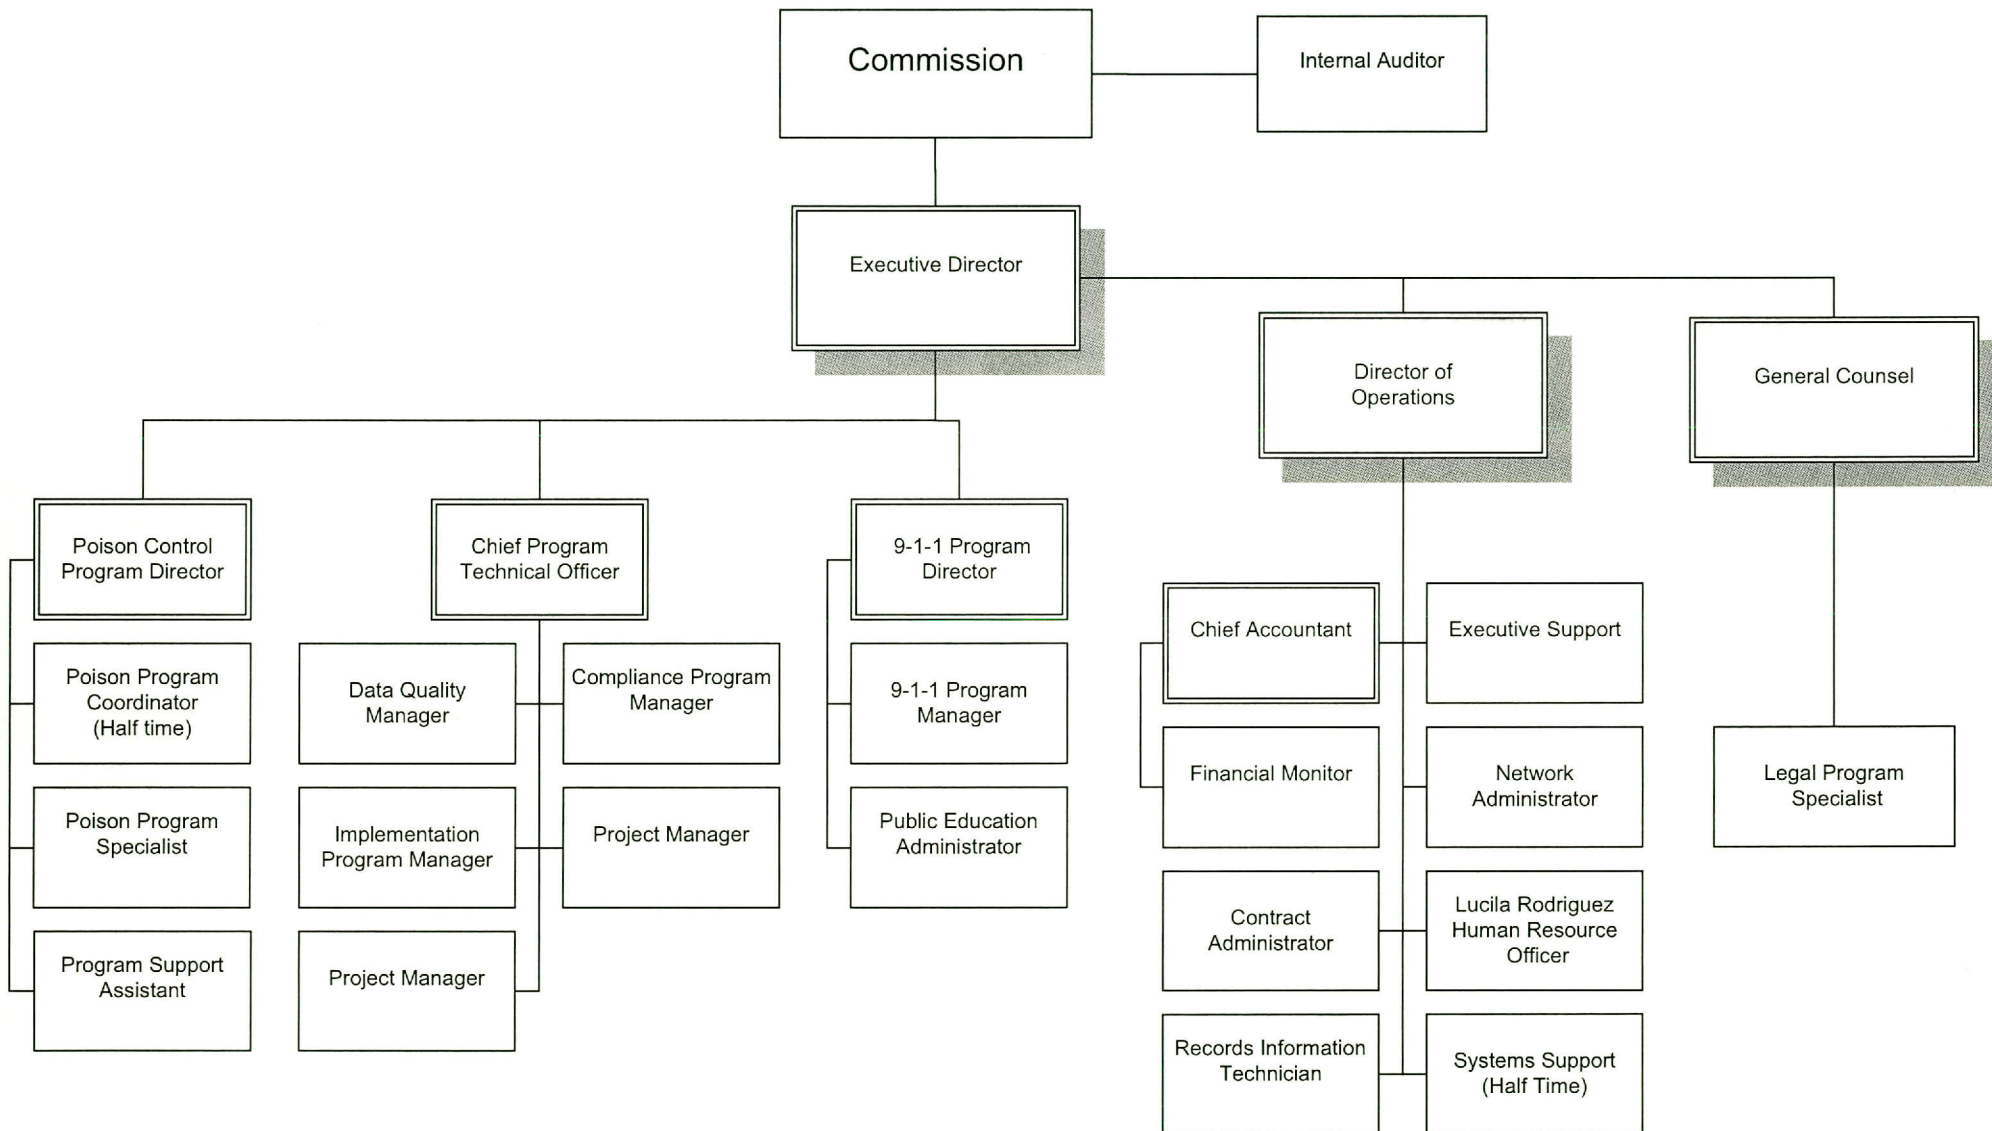 Commission
Internal Auditor
Executive Director
Director of
Operations
General Counsel
Poison Control
Program Director
Chief Program
Technical Officer
9-1-1 Program
Director
Chief Accountant
Executive Support
Poison Program
Coordinator
(Half time)
Data Quality
Manager
Compliance Program
Manager
9-1-1 Program
Manager
Financial Monitor
Network
Administrator
Legal Program
Specialist
Poison Program
Specialist
Implementation
Program Manager
Project Manager
Public Education
Administrator
Contract
Administrator
Lucila Rodriguez
Human Resource
Officer
Program Support
Assistant
Project Manager
Records Information
Technician
Systems Support
(Half Time)